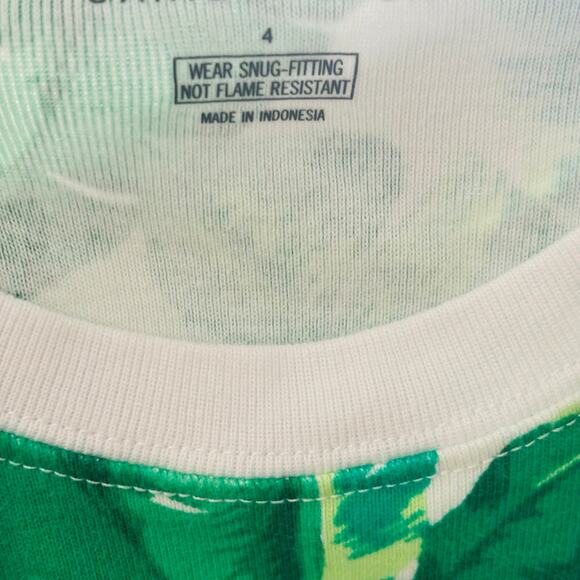 4
WEAR SNUG-FITTING
NOT FLAME RESISTANT
MADE IN INDONESIA